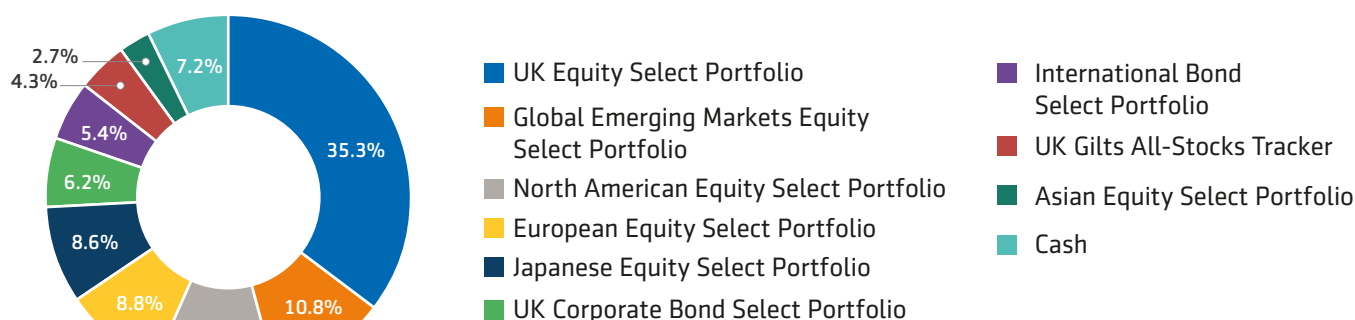 2.7%
4.3%
7.2%
35.3%
5.4%
6.2%
8.6%
8.8%
10.8%
UK Equity Select Portfolio
Global Emerging Markets Equity
Select Portfolio
North American Equity Select Portfolio
European Equity Select Portfolio
Japanese Equity Select Portfolio
UK Corporate Bond Select Portfolio
International Bond
Select Portfolio
UK Gilts All-Stocks Tracker
Asian Equity Select Portfolio
Cash